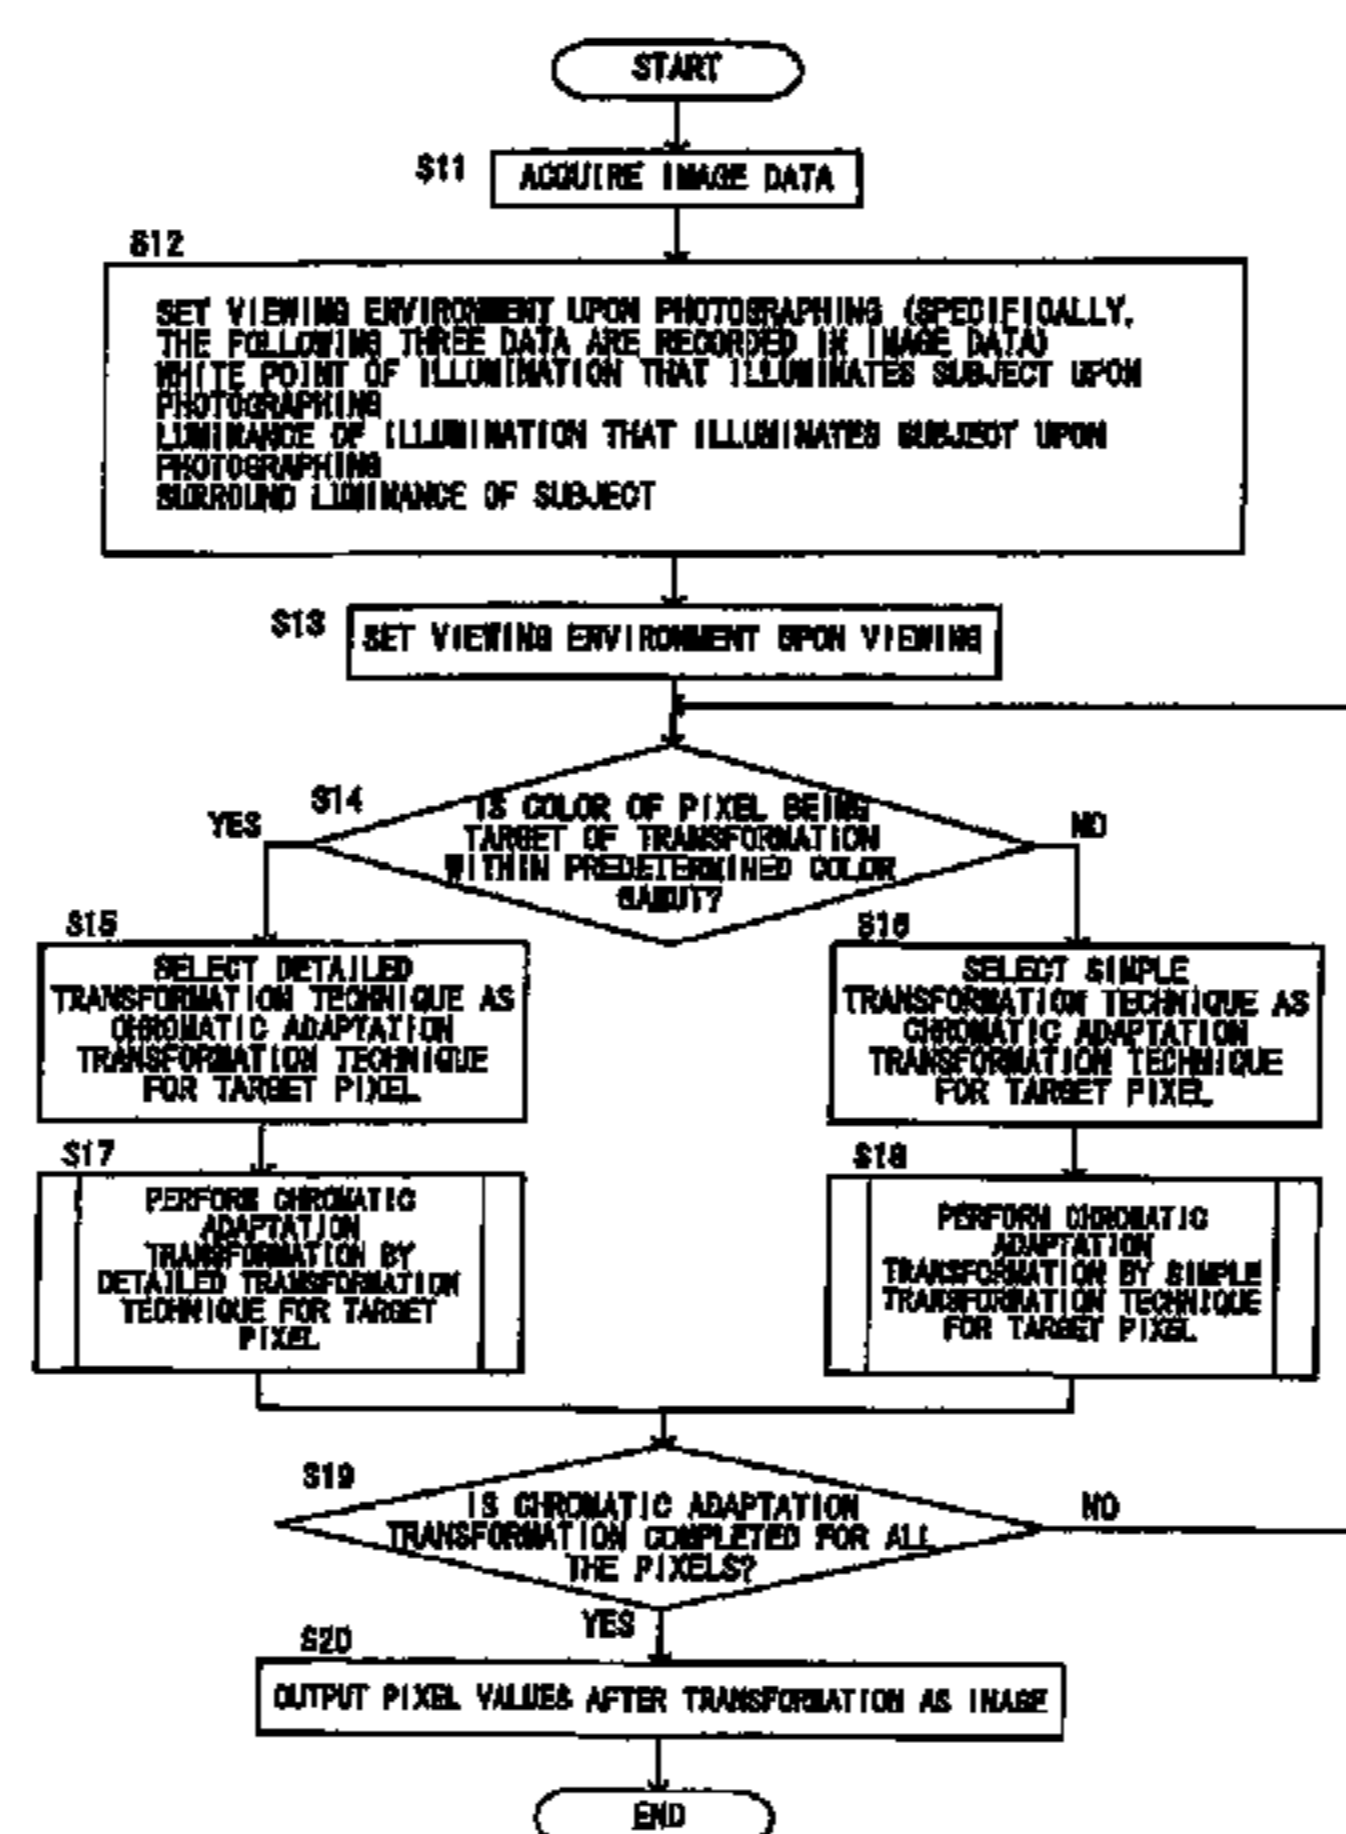 START
S11
ACQUIRE IMAGE DATA
S12
SET VIEWING ENVIRONMENT UPON PHOTOGRAPHING (SPECIFICALLY,
THE FOLLOWING THREE DATA ARE RECORDED IN IMAGE DATA)
WHITE POINT OF ILLUMINATION THAT ILLUMINATES SUBJECT UPON
PHOTOGRAPHING
LUMINANCE OF ILLUMINATION THAT ILLUMINATES SUBJECT UPON
PHOTOGRAPHING
SURROUND LUMINANCE OF SUBJECT
S13
SET VIEWING ENVIRONMENT UPON VIEWING
S14
IS COLOR OF PIXEL BEING
TARGET OF TRANSFORMATION
WITHIN PREDETERMINED COLOR
GAMUT?
YES
NO
S15
SELECT DETAILED
TRANSFORMATION TECHNIQUE AS
CHROMATIC ADAPTATION
TRANSFORMATION TECHNIQUE
FOR TARGET PIXEL
S16
SELECT SIMPLE
TRANSFORMATION TECHNIQUE AS
CHROMATIC ADAPTATION
TRANSFORMATION TECHNIQUE
FOR TARGET PIXEL
S17
PERFORM CHROMATIC
ADAPTATION
TRANSFORMATION BY
DETAILED TRANSFORMATION
TECHNIQUE FOR TARGET
PIXEL
S18
PERFORM CHROMATIC
ADAPTATION
TRANSFORMATION BY SIMPLE
TRANSFORMATION TECHNIQUE
FOR TARGET PIXEL
S19
IS CHROMATIC ADAPTATION
TRANSFORMATION COMPLETED FOR ALL
THE PIXELS?
NO
YES
S20
OUTPUT PIXEL VALUES AFTER TRANSFORMATION AS IMAGE
END